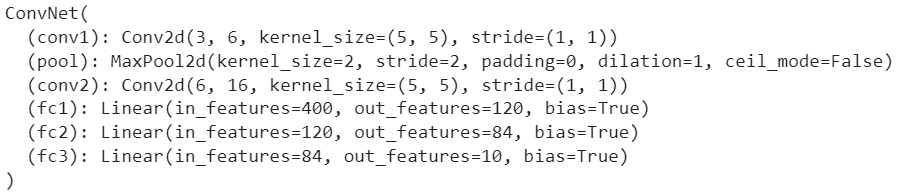 ConvNet(
  (conv1): Conv2d(3, 6, kernel_size=(5, 5), stride=(1, 1))
  (pool): MaxPool2d(kernel_size=2, stride=2, padding=0, dilation=1, ceil_mode=False)
  (conv2): Conv2d(6, 16, kernel_size=(5, 5), stride=(1, 1))
  (fc1): Linear(in_features=400, out_features=120, bias=True)
  (fc2): Linear(in_features=120, out_features=84, bias=True)
  (fc3): Linear(in_features=84, out_features=10, bias=True)
)